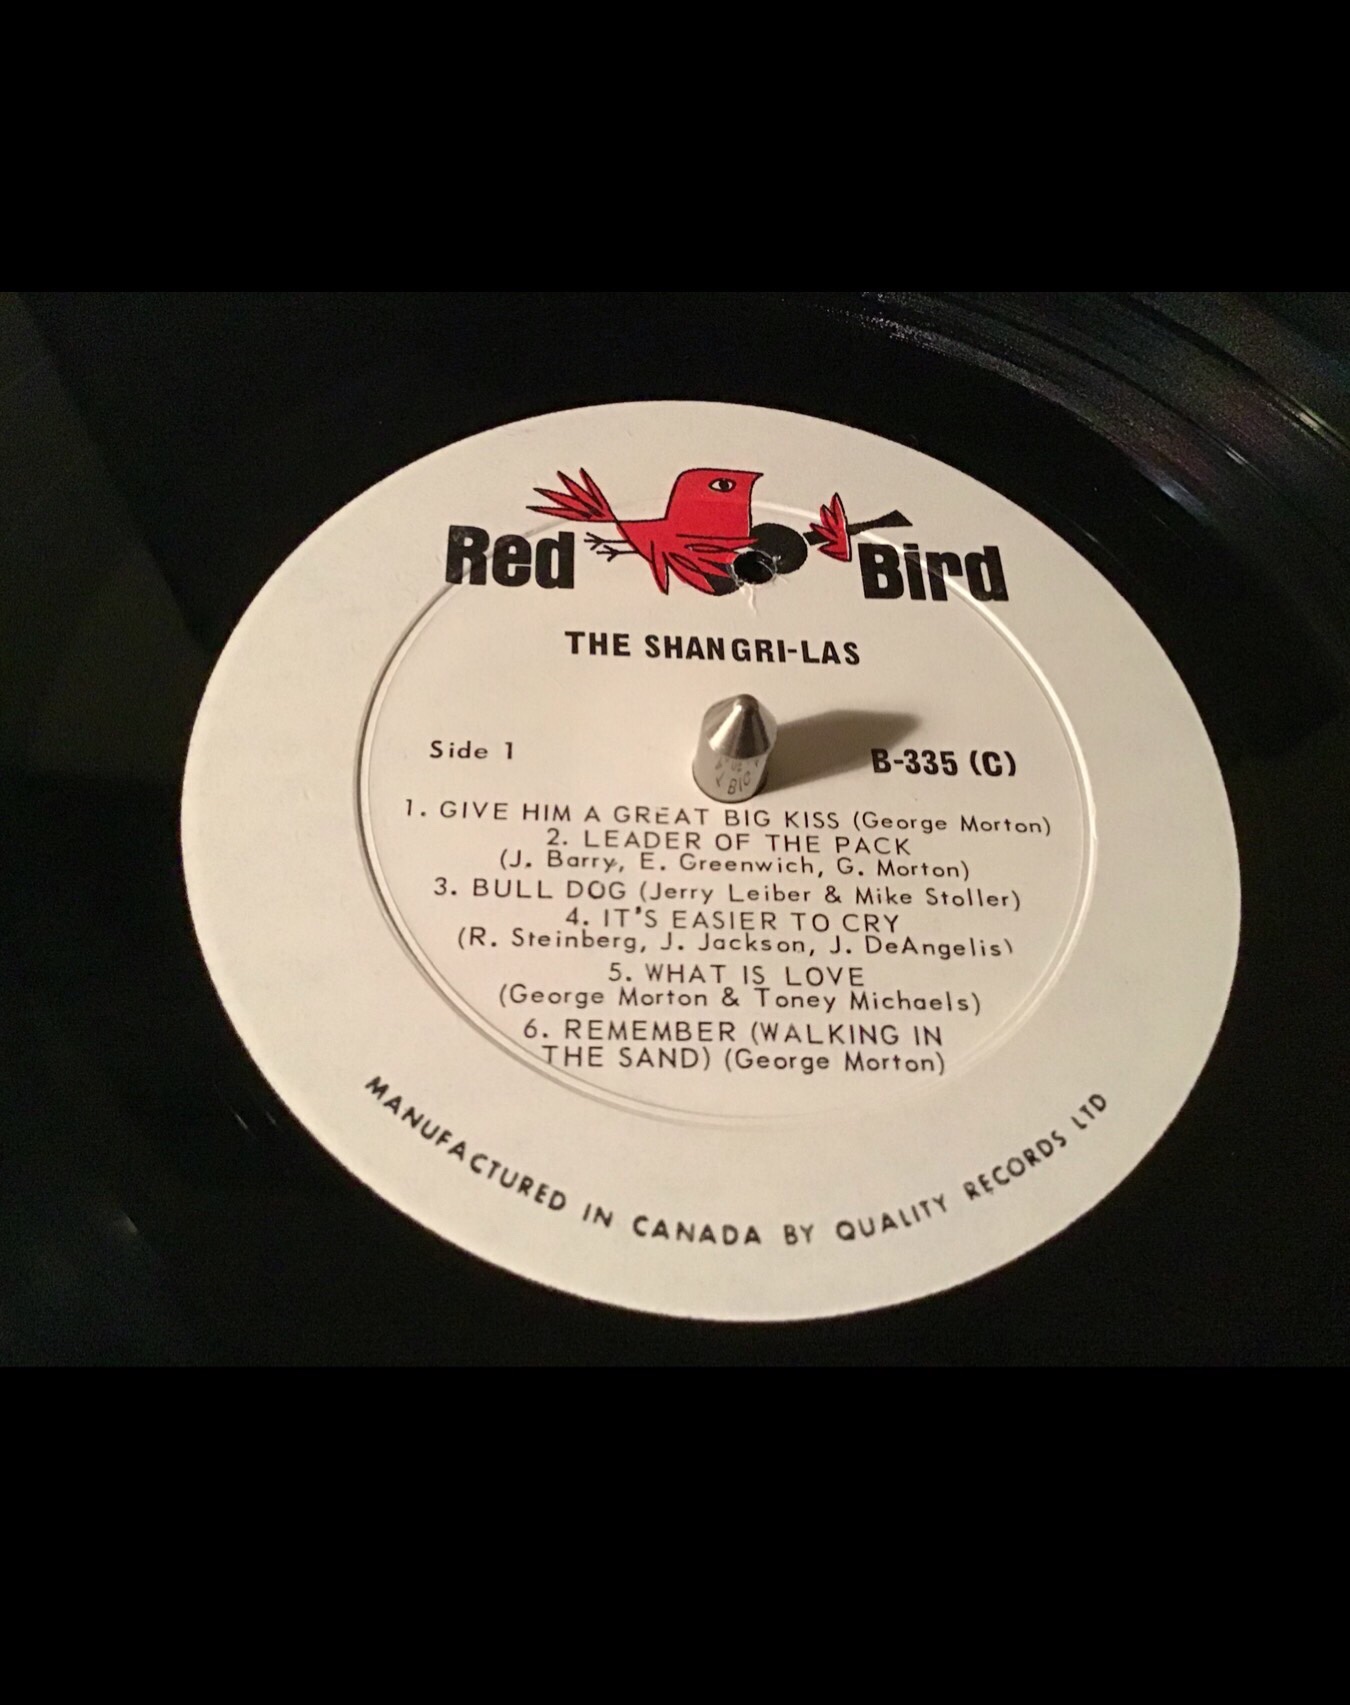 Red Bird
THE SHANGRI-LAS
Side 1
B-335 (C)
1. GIVE HIM A GREAT BIG KISS (George Morton)
2. LEADER OF THE PACK
(J. Barry, E. Greenwich, G. Morton)
3. BULL DOG (Jerry Leiber & Mike Stoller)
4. IT'S EASIER TO CRY
(R. Steinberg, J. Jackson, J. DeAngelis)
5. WHAT IS LOVE
(George Morton & Toney Michaels)
6. REMEMBER (WALKING IN
THE SAND) (George Morton)
MANUFACTURED IN CANADA BY QUALITY RECORDS LTD